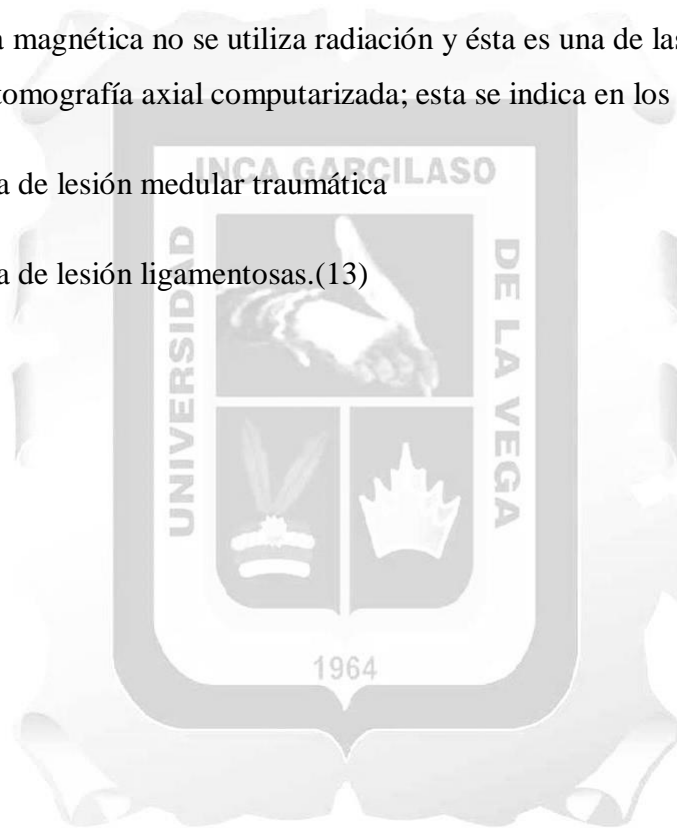 a magnética no se utiliza radiación y ésta es una de las
tomografía axial computarizada; esta se indica en los
a de lesión medular traumática
a de lesión ligamentosas.(13)
UNIVERSIDAD
INCA GARCILASO
DE LA VEGA
1964